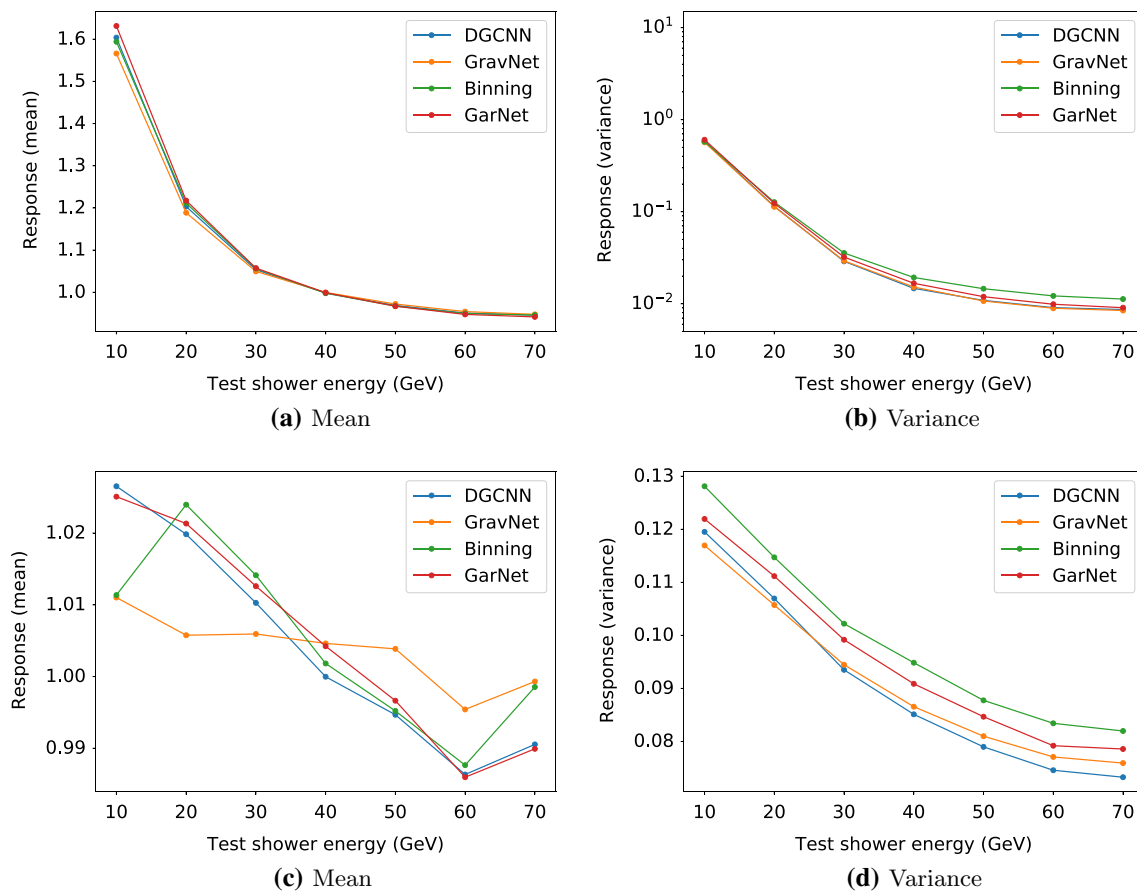 1.6
1.5
1.4
1.3
1.2
1.1
1.0
Response (mean)
DGCNN
GravNet
Binning
GarNet
10 20 30 40 50 60 70
Test shower energy (GeV)
(a) Mean
10^1
10^0
10^−1
10^−2
Response (variance)
DGCNN
GravNet
Binning
GarNet
10 20 30 40 50 60 70
Test shower energy (GeV)
(b) Variance
1.02
1.01
1.00
0.99
Response (mean)
DGCNN
GravNet
Binning
GarNet
10 20 30 40 50 60 70
Test shower energy (GeV)
(c) Mean
0.13
0.12
0.11
0.10
0.09
0.08
Response (variance)
DGCNN
GravNet
Binning
GarNet
10 20 30 40 50 60 70
Test shower energy (GeV)
(d) Variance